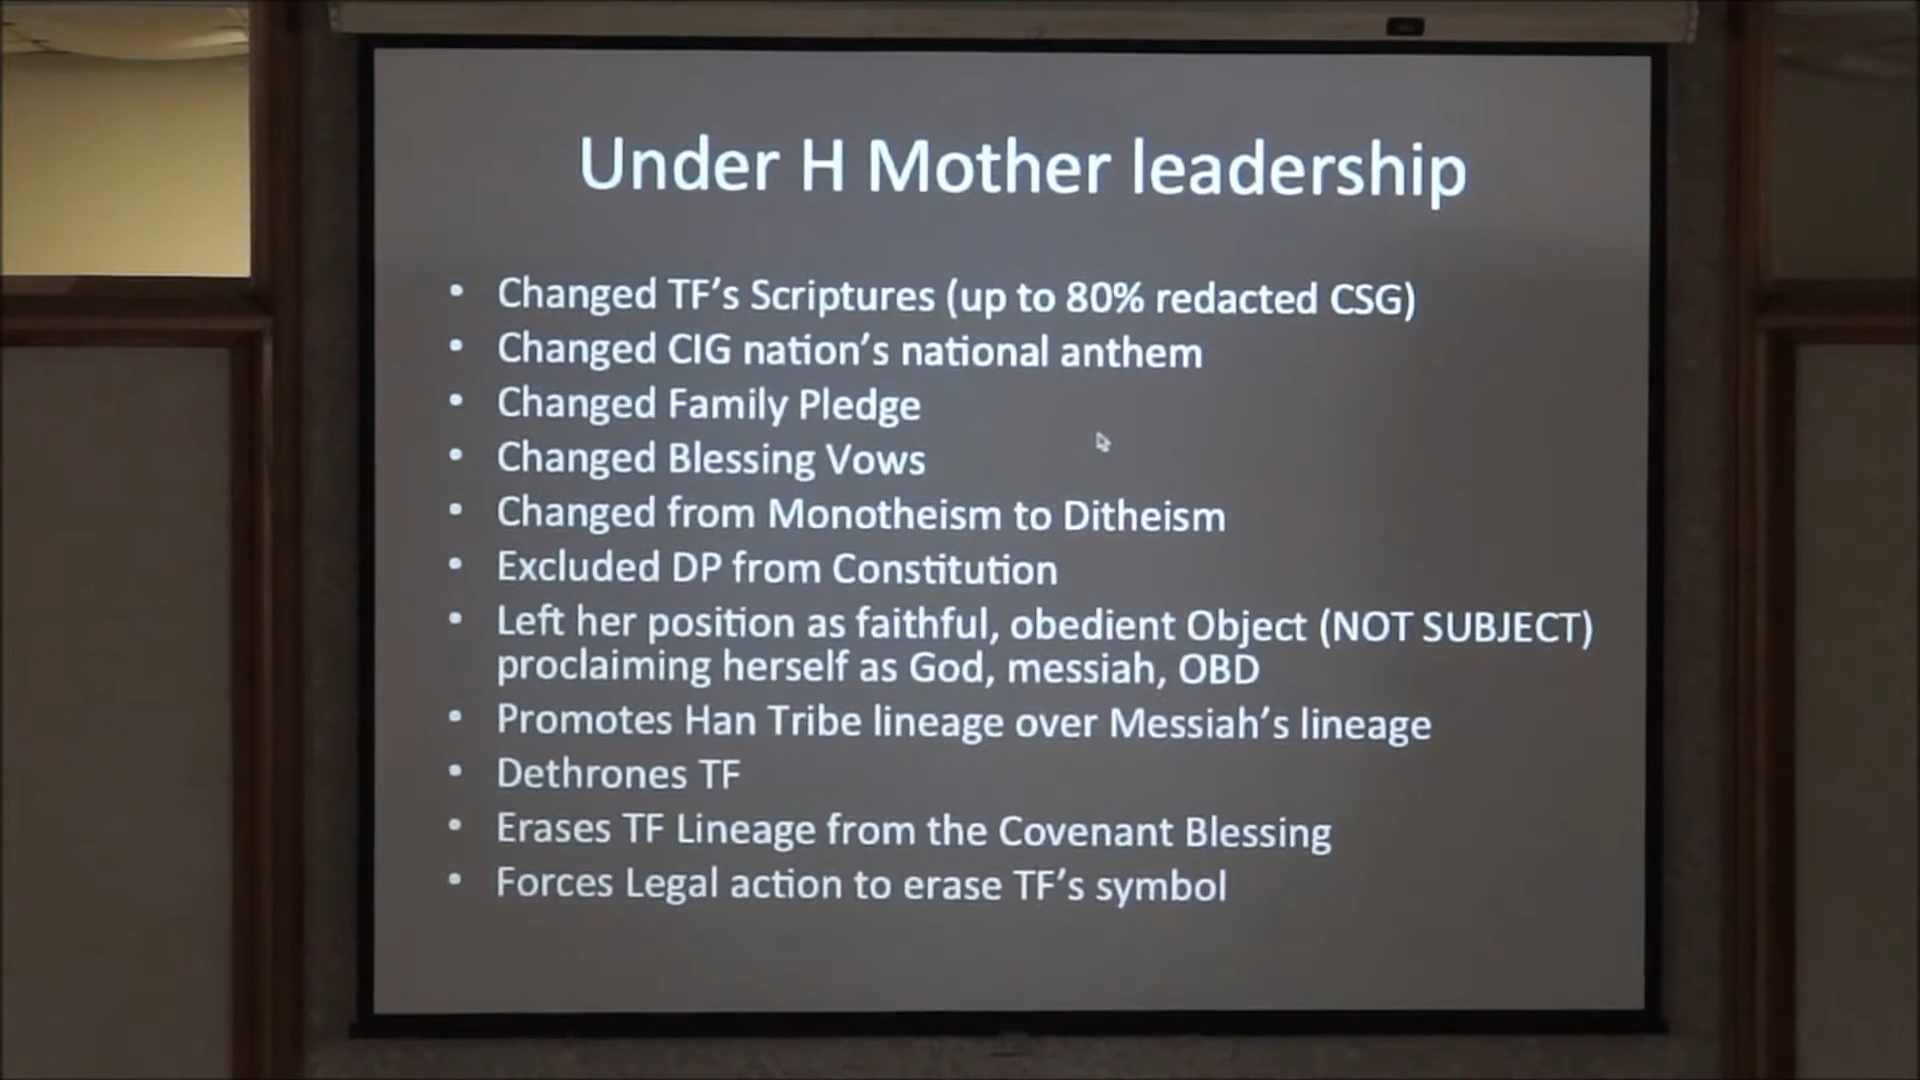 Under H Mother leadership
• Changed TF's Scriptures (up to 80% redacted CSG)
• Changed CIG nation's national anthem
• Changed Family Pledge
• Changed Blessing Vows
• Changed from Monotheism to Ditheism
• Excluded DP from Constitution
• Left her position as faithful, obedient Object (NOT SUBJECT)
proclaiming herself as God, messiah, OBD
• Promotes Han Tribe lineage over Messiah's lineage
• Dethrones TF
• Erases TF Lineage from the Covenant Blessing
• Forces Legal action to erase TF's symbol